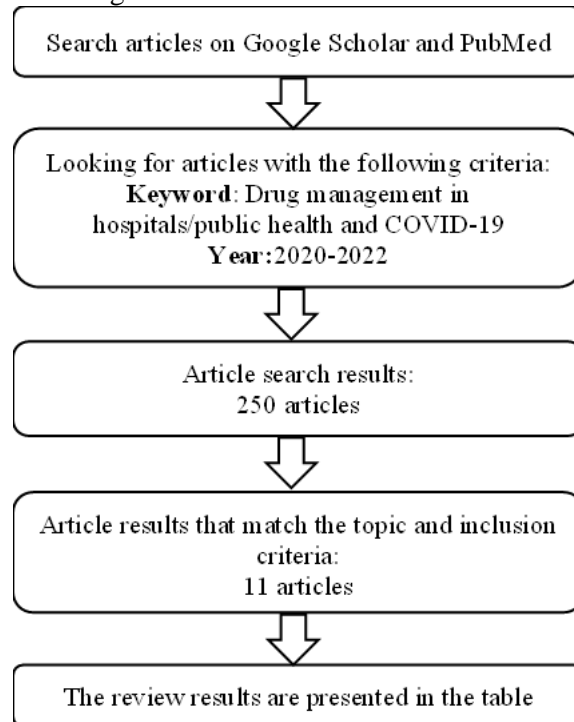 Search articles on Google Scholar and PubMed
Looking for articles with the following criteria:
Keyword: Drug management in
hospitals/public health and COVID-19
Year:2020-2022
Article search results:
250 articles
Article results that match the topic and inclusion
criteria:
11 articles
The review results are presented in the table